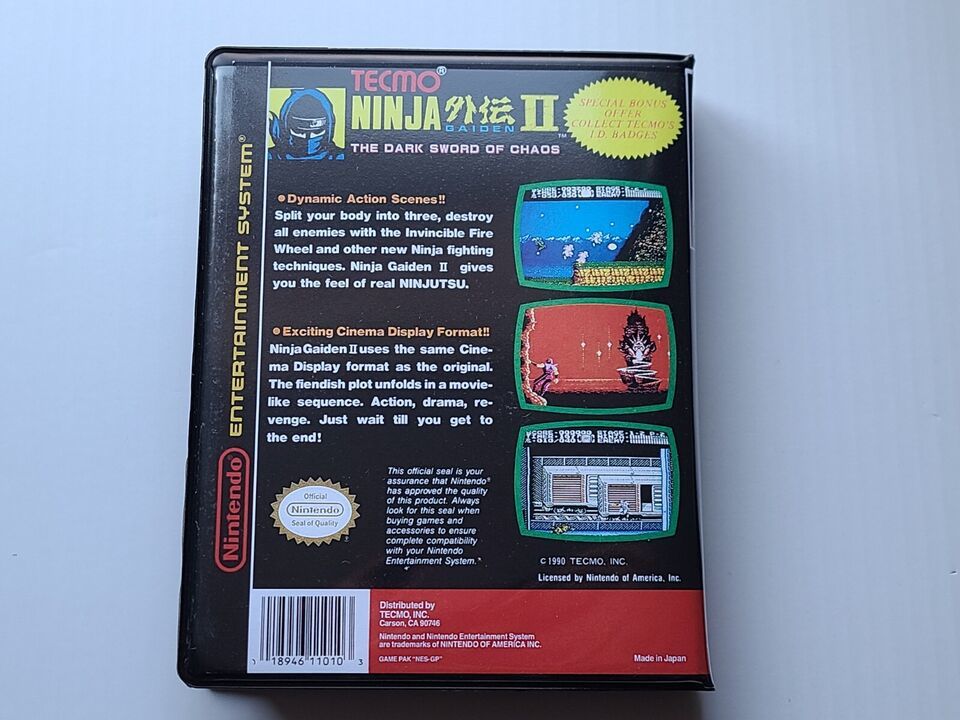 TECMO®
NINJA 外伝 II™
GAIDEN
THE DARK SWORD OF CHAOS
SPECIAL BONUS
OFFER
COLLECT TECMO'S
I.D. BADGES
Nintendo ENTERTAINMENT SYSTEM®
Dynamic Action Scenes!!
Split your body into three, destroy
all enemies with the Invincible Fire
Wheel and other new Ninja fighting
techniques. Ninja Gaiden II gives
you the feel of real NINJUTSU.
Exciting Cinema Display Format!!
Ninja Gaiden II uses the same Cine-
ma Display format as the original.
The fiendish plot unfolds in a movie-
like sequence. Action, drama, re-
venge. Just wait till you get to
the end!
Official
Nintendo
Seal of Quality
This official seal is your
assurance that Nintendo®
has approved the quality
of this product. Always
look for this seal when
buying games and
accessories to ensure
complete compatibility
with your Nintendo
Entertainment System.
©1990 TECMO, INC.
Licensed by Nintendo of America, Inc.
18946 11010 3
Distributed by
TECMO, INC.
Carson, CA 90746
Nintendo and Nintendo Entertainment System
are trademarks of NINTENDO OF AMERICA INC.
GAME PAK "NES-GP"
Made in Japan